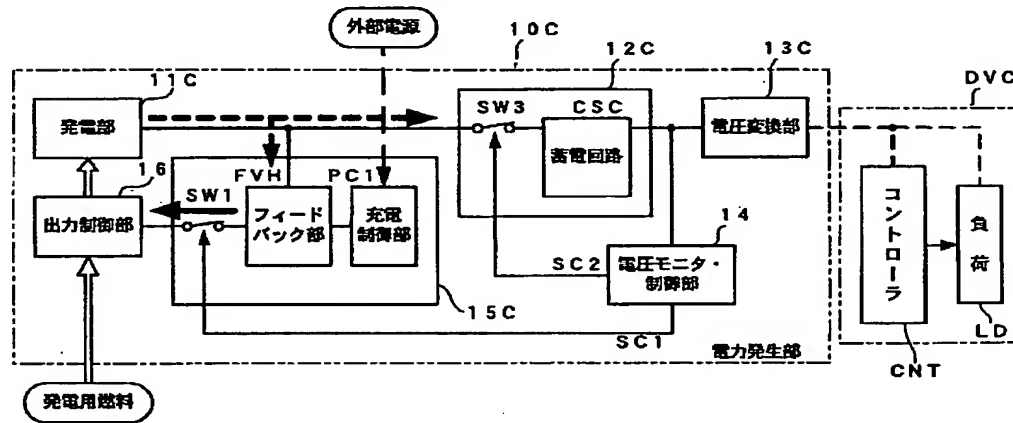 外部電源
10C
12C
13C
DVC
11C
発電部
SW3
CSC
蓄電回路
電圧変換部
16
SW1
FVH
PC1
出力制御部
フィード
バック部
充電
制御部
14
コントローラ
負荷
SC2
電圧モニタ・
制御部
15C
SC1
電力発生部
LD
CNT
発電用燃料